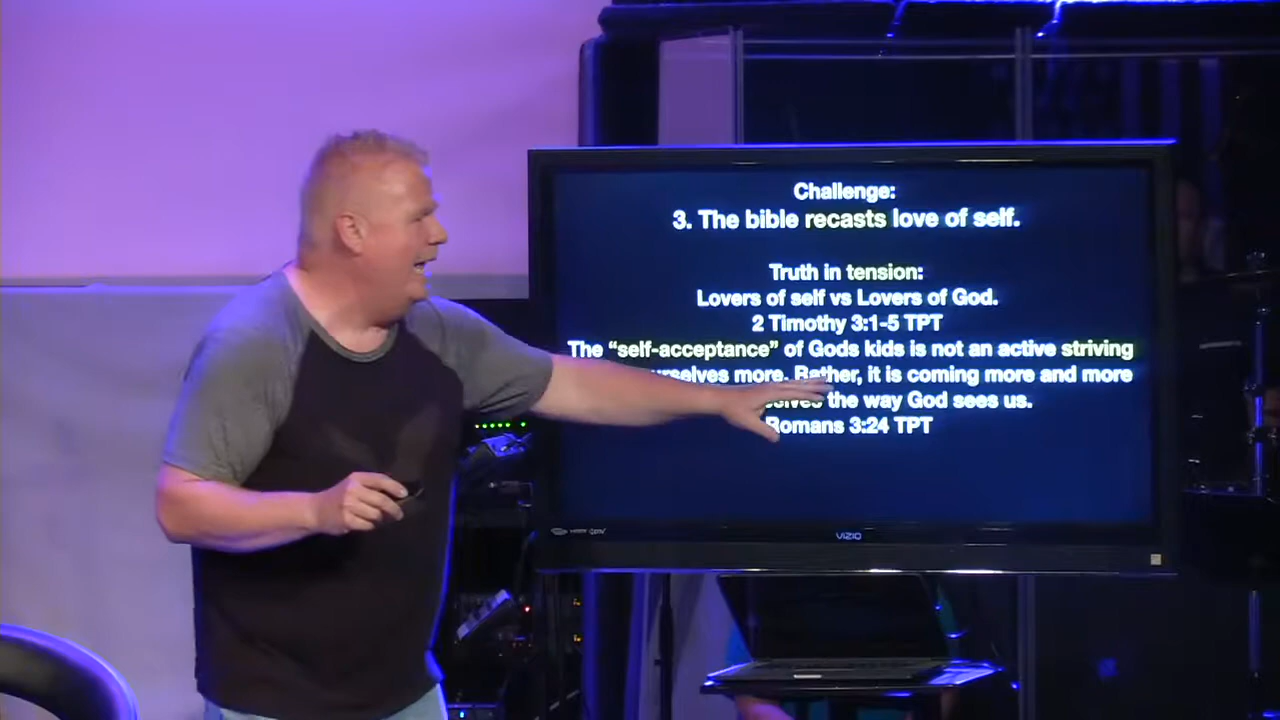 Challenge:
3. The bible recasts love of self.
Truth in tension:
Lovers of self vs Lovers of God.
2 Timothy 3:1-5 TPT
The “self-acceptance” of Gods kids is not an active striving
more. Rather, it is coming more and more
the way God sees us.
Romans 3:24 TPT
VIZIO